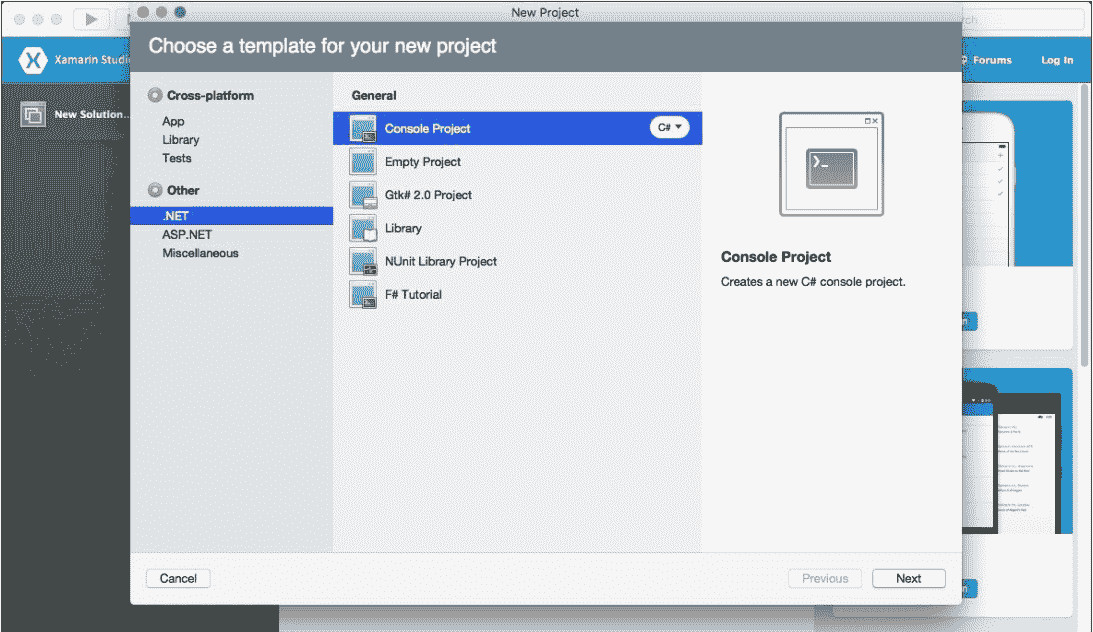 New Project
rch
Choose a template for your new project
Xamarin Studi
Forums
Log In
New Solution..
Cross-platform
App
Library
Tests
Other
.NET
ASP.NET
Miscellaneous
General
Console Project
C#
Empty Project
Gtk# 2.0 Project
Library
NUnit Library Project
F# Tutorial
Console Project
Creates a new C# console project.
Cancel
Previous
Next